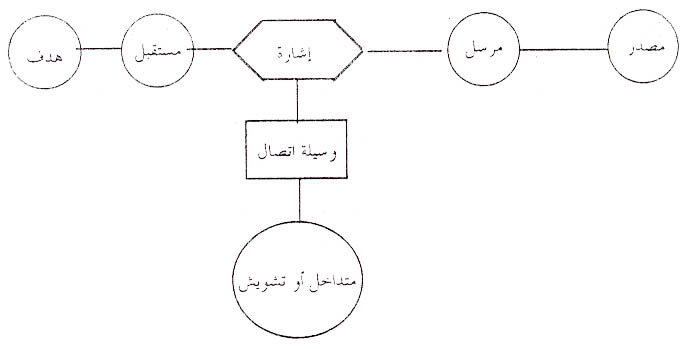 مصدر
مرسل
إشارة
مستقبل
هدف
وسيلة اتصال
متداخل أو تشويش